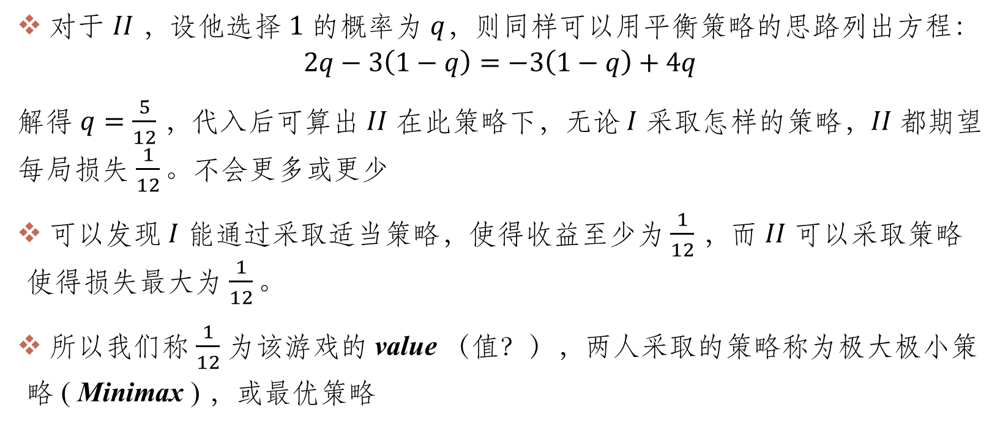 ❖ 对于 II ，设他选择 1 的概率为 q，则同样可以用平衡策略的思路列出方程：
2q − 3(1 − q) = −3(1 − q) + 4q
解得 q = 5/12 ，代入后可算出 II 在此策略下，无论 I 采取怎样的策略，II 都期望
每局损失 1/12 。不会更多或更少
❖ 可以发现 I 能通过采取适当策略，使得收益至少为 1/12 ，而 II 可以采取策略
使得损失最大为 1/12 。
❖ 所以我们称 1/12 为该游戏的 value （值？），两人采取的策略称为极大极小策
略( Minimax )，或最优策略